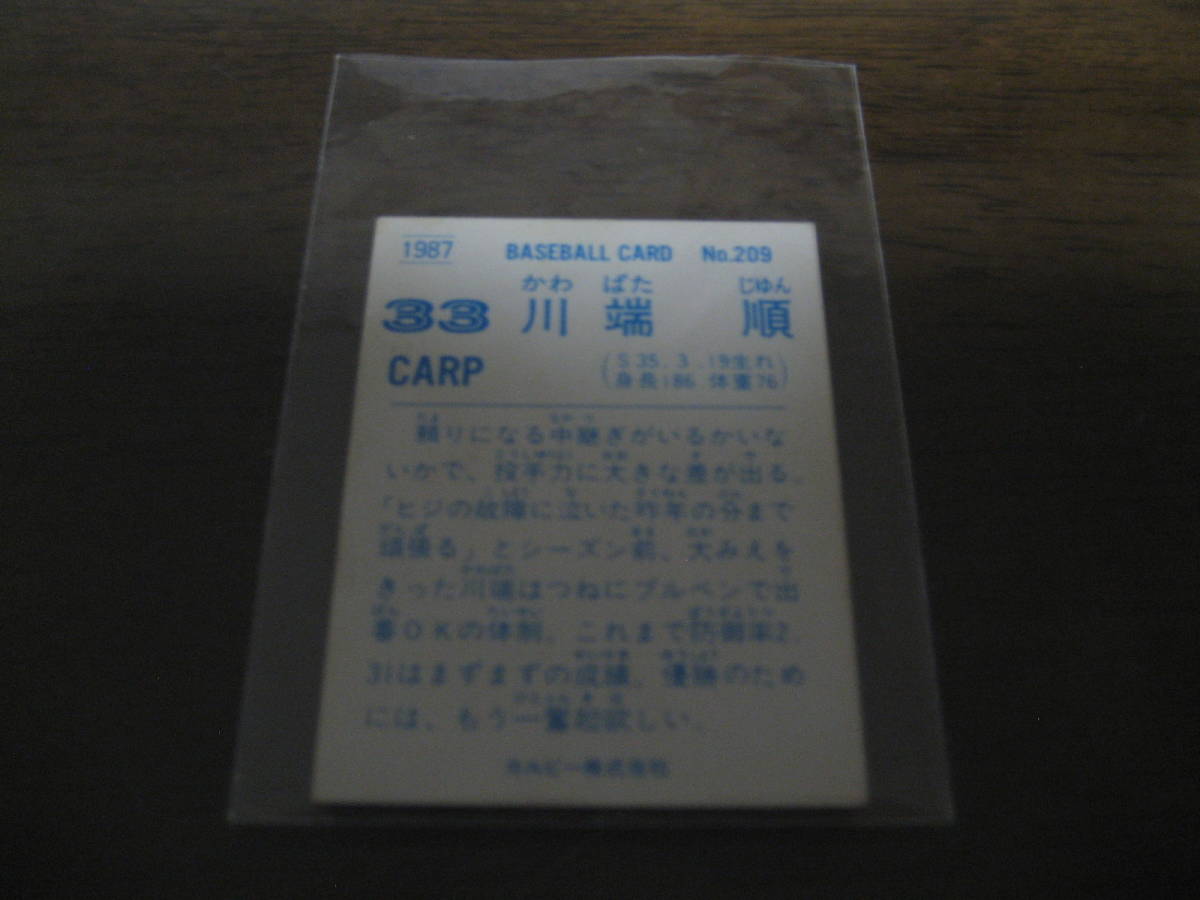 1987 BASEBALL CARD No.209
かわ ばた じゆん
33 川端 順
CARP
(S.35.3.19生れ
身長186 体重76)
頼りになる中継ぎがいるかいな
いかで、投手力に大きな差が出る。
「ヒジの故障に泣いた昨年の分まで
頑張る」とシーズン前、大みえを
きった川端はつねにブルペンで出
番OKの体制。これまで防御率2.
31はまずまずの成績。優勝のため
には、もう一奮起欲しい。
カルビー株式会社